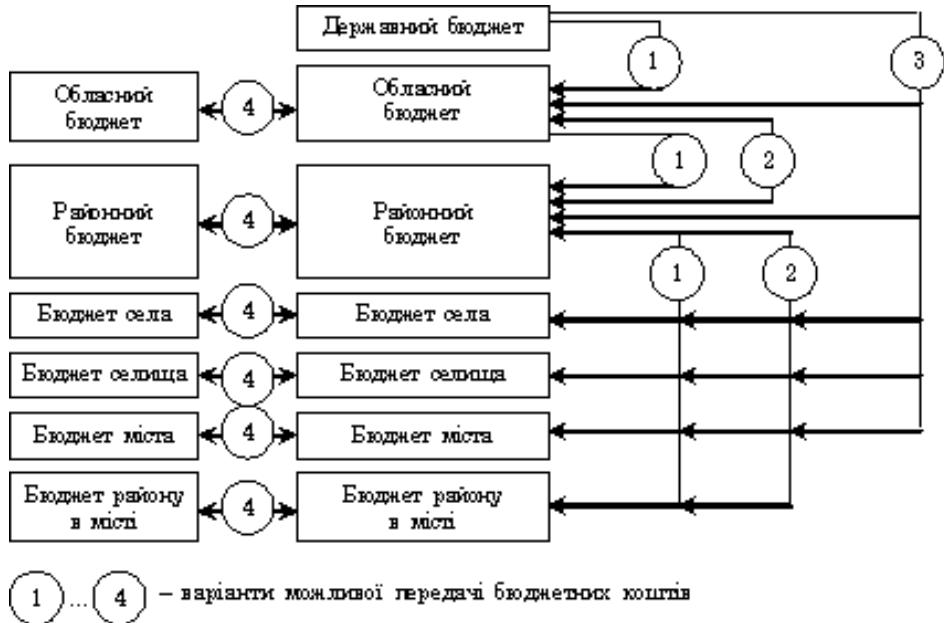 Державний бюджет
1
3
Обласний
бюджет
4
Обласний
бюджет
1
2
Районний
бюджет
4
Районний
бюджет
1
2
Бюджет села
4
Бюджет села
Бюджет селища
4
Бюджет селища
Бюджет міста
4
Бюджет міста
Бюджет району
в місті
4
Бюджет району
в місті
1 ... 4 – варіанти можливої передачі бюджетних коштів